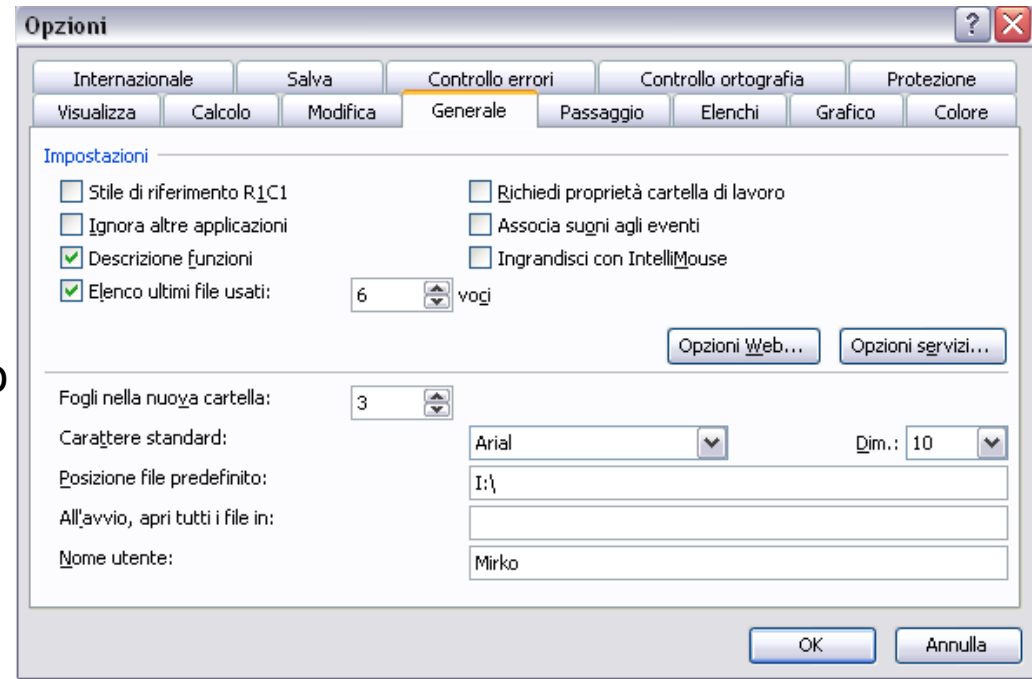 Opzioni
Internazionale Salva Controllo errori Controllo ortografia Protezione
Visualizza Calcolo Modifica Generale Passaggio Elenchi Grafico Colore
Impostazioni
Stile di riferimento R1C1 Richiedi proprietà cartella di lavoro
Ignora altre applicazioni Associa suoni agli eventi
Descrizione funzioni Ingrandisci con IntelliMouse
Elenco ultimi file usati: 6 voci
Opzioni Web... Opzioni servizi...
o
Fogli nella nuova cartella: 3
Carattere standard: Arial Dim.: 10
Posizione file predefinito: I:\
All'avvio, apri tutti i file in:
Nome utente: Mirko
OK Annulla